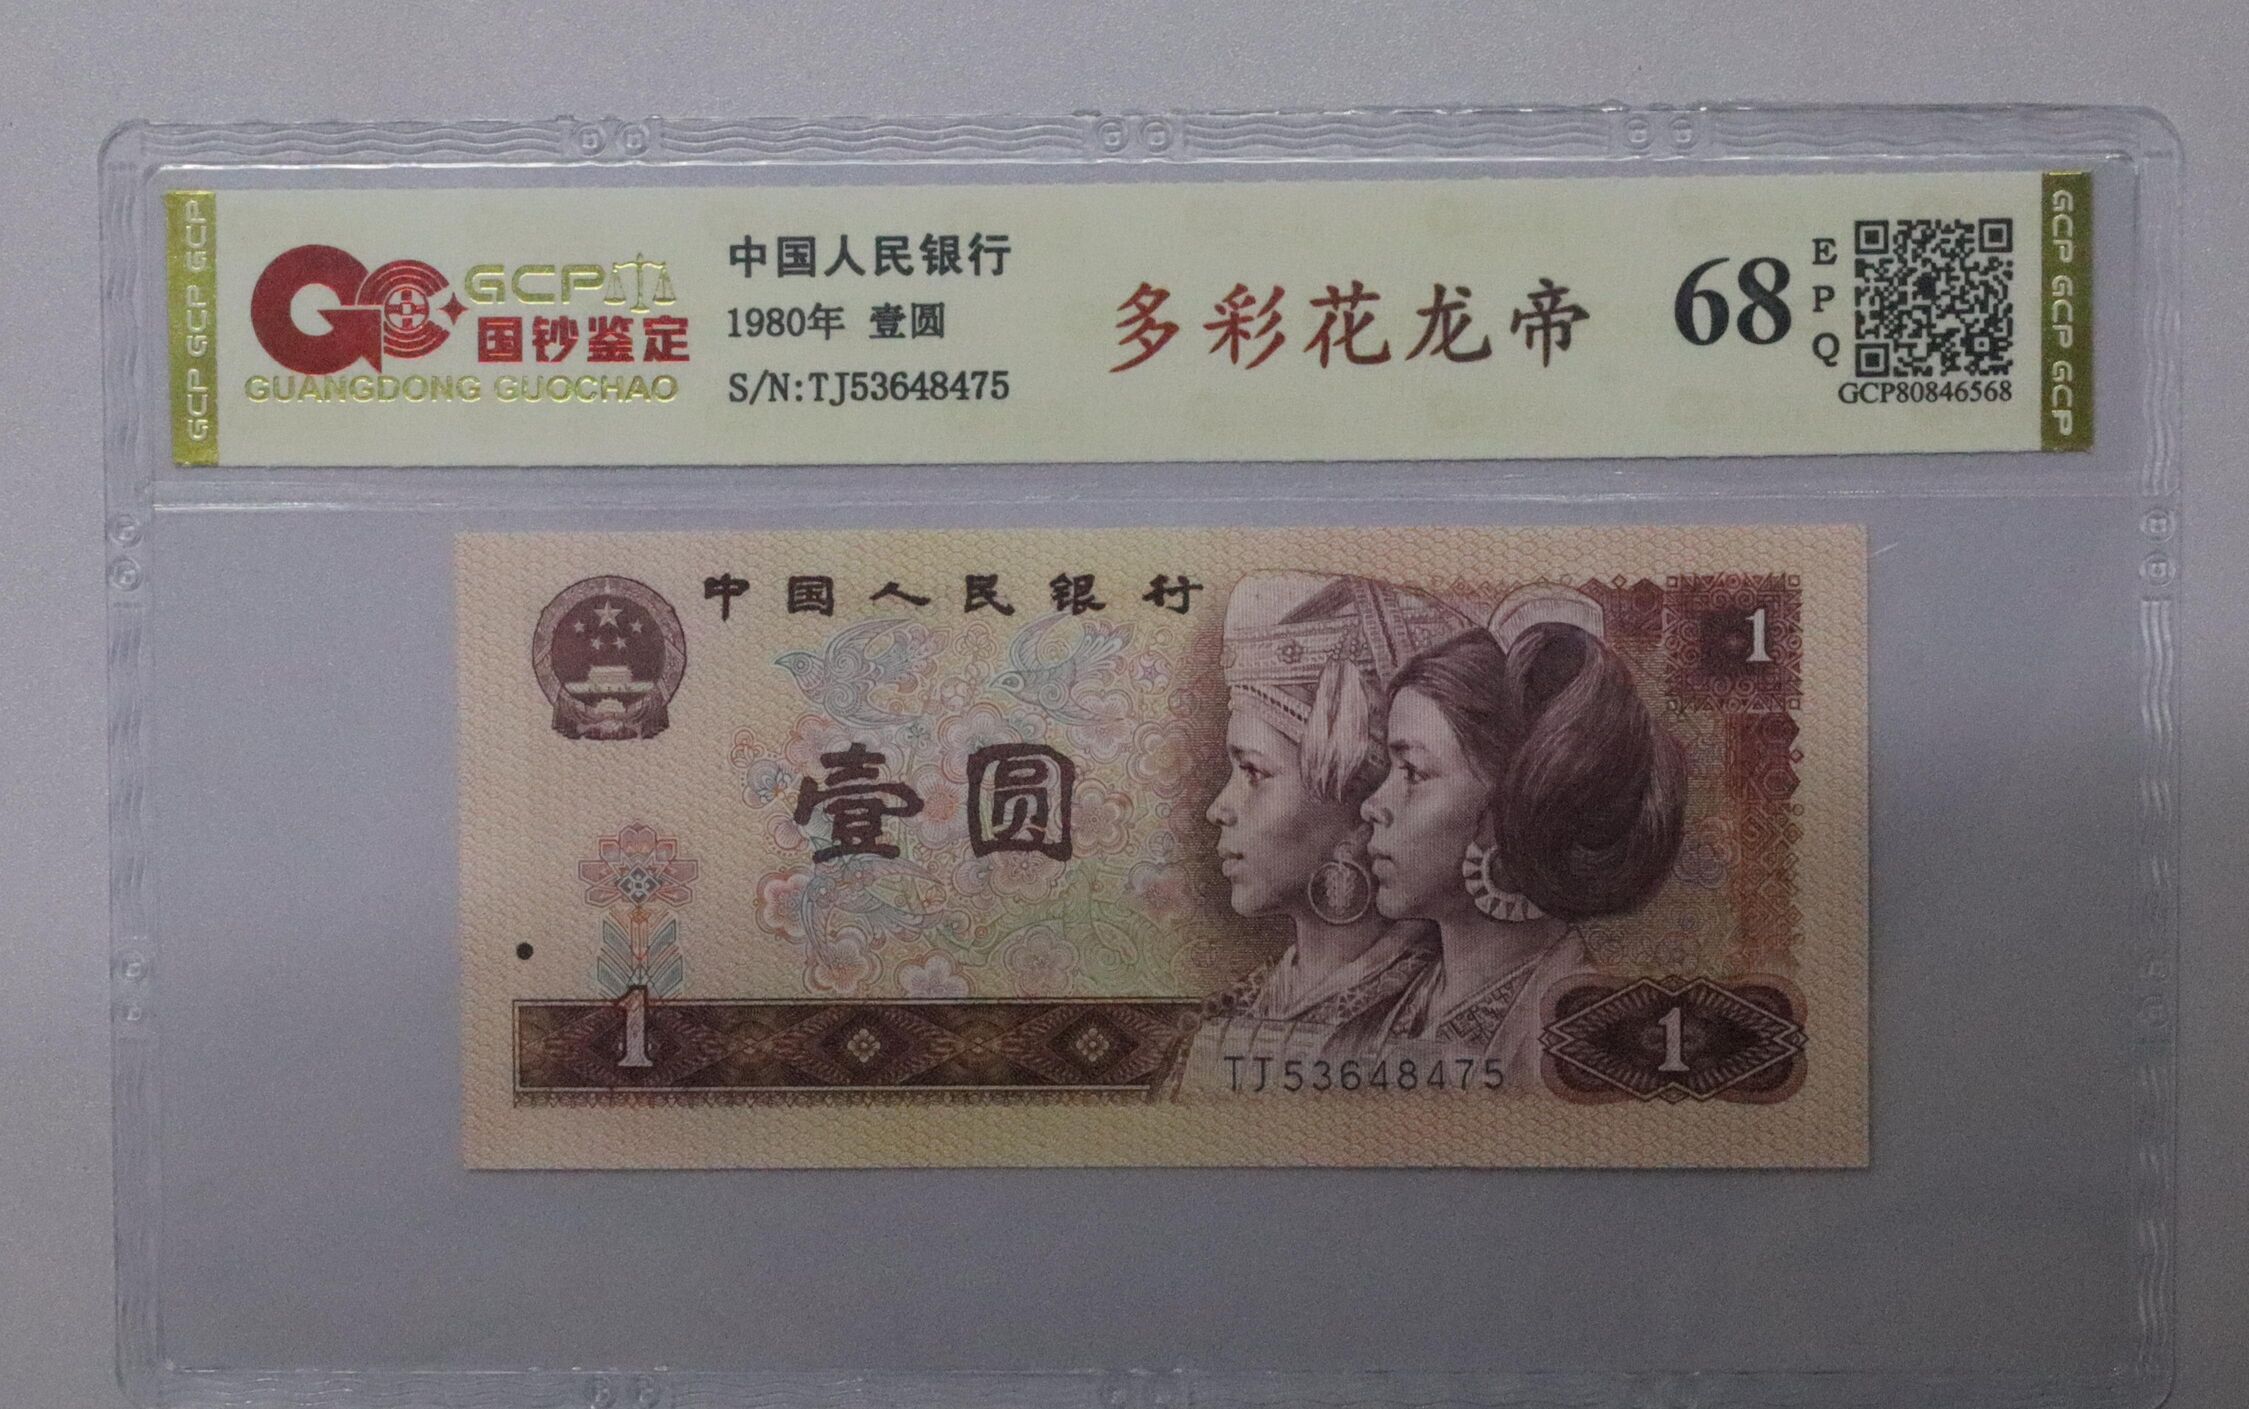 GCP GCP GCP
GCP
国钞鉴定
GUANGDONG GUOCHAO
中国人民银行
1980年 壹圆
S/N:TJ53648475
多彩花龙帝
68
EPQ
GCP80846568
GCP GCP GCP
中国人民银行
1
壹圆
1
1
TJ53648475